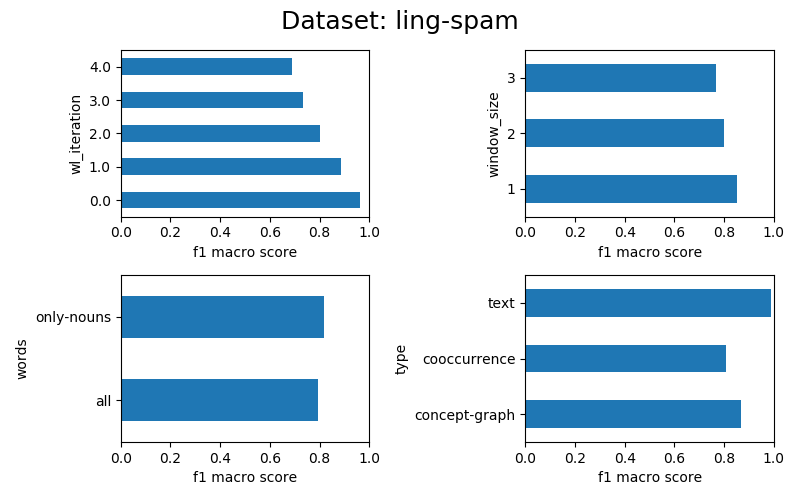 Dataset: ling-spam
wl_iteration
4.0
3.0
2.0
1.0
0.0
0.0 0.2 0.4 0.6 0.8 1.0
f1 macro score
window_size
3
2
1
0.0 0.2 0.4 0.6 0.8 1.0
f1 macro score
words
only-nouns
all
0.0 0.2 0.4 0.6 0.8 1.0
f1 macro score
type
text
cooccurrence
concept-graph
0.0 0.2 0.4 0.6 0.8 1.0
f1 macro score